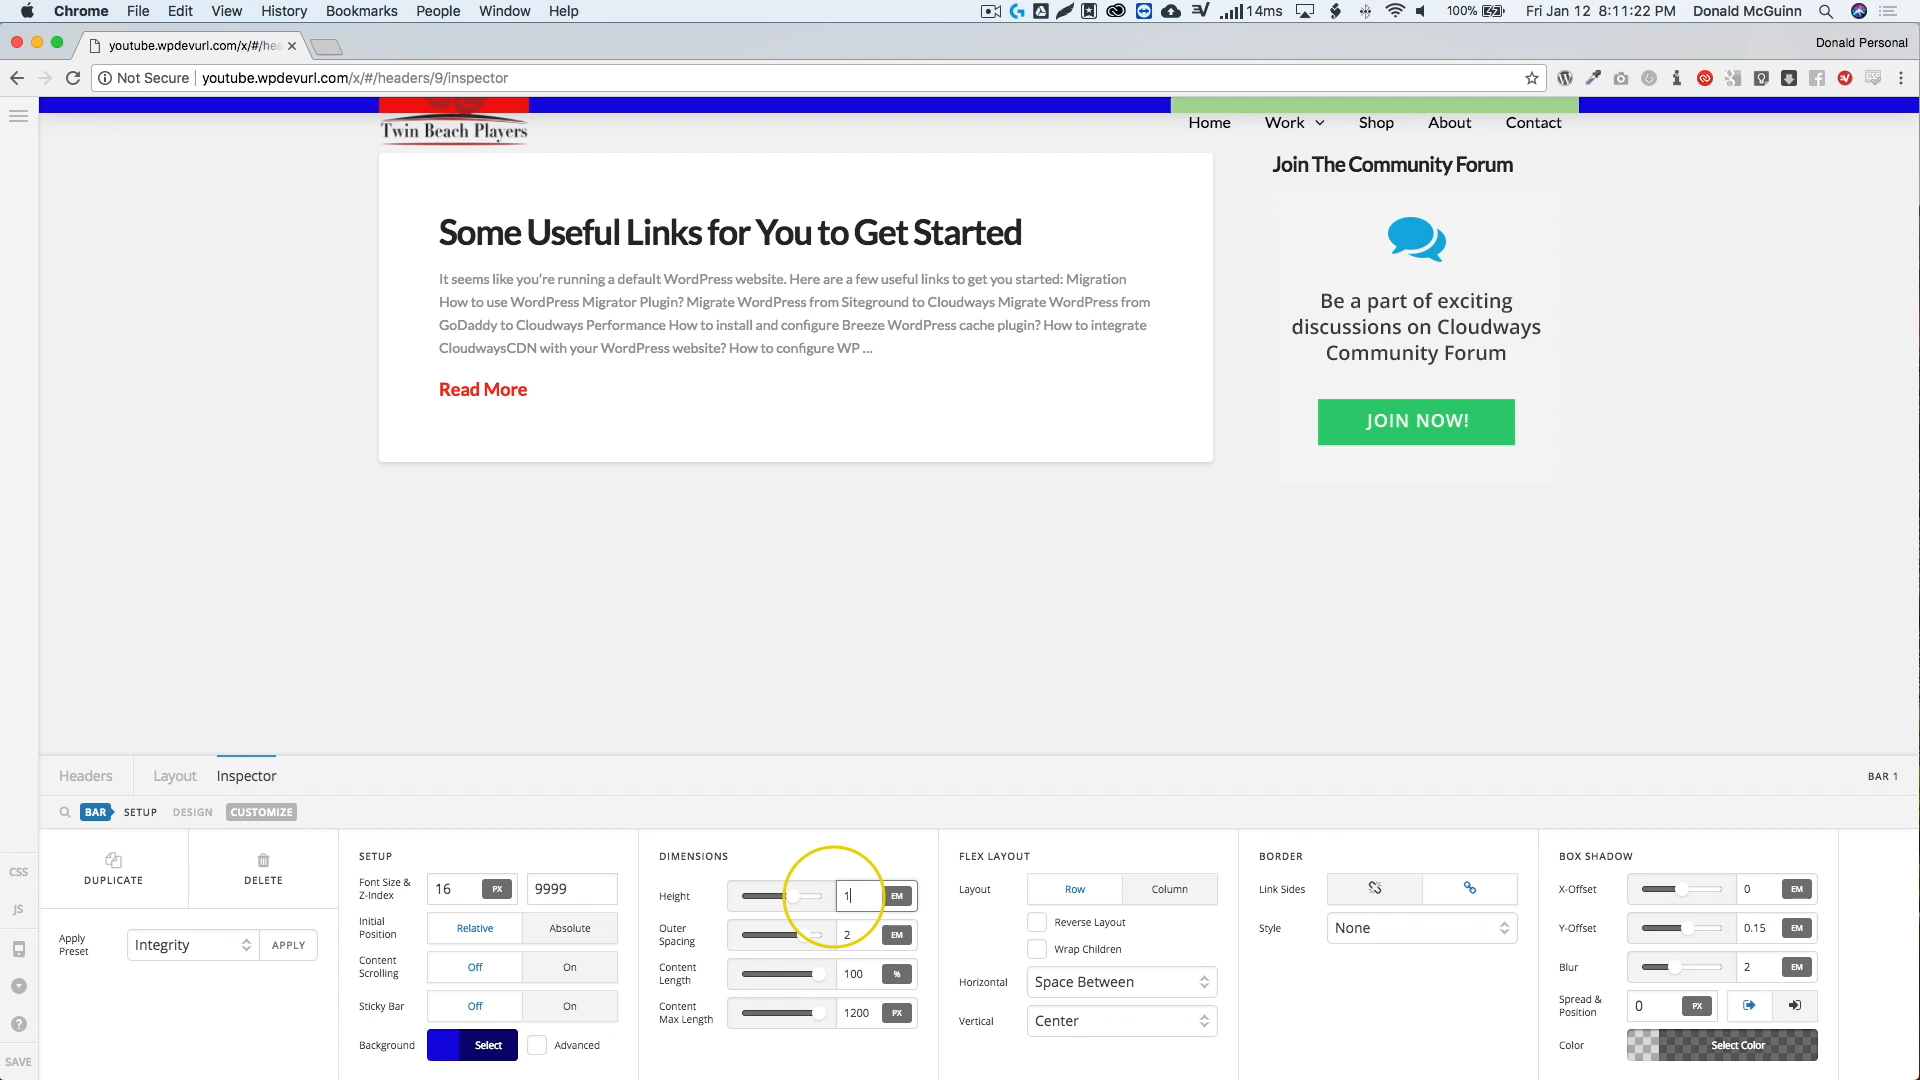 Chrome File Edit View History Bookmarks People Window Help
14ms 100% Fri Jan 12 8:11:22 PM Donald McGuinn
youtube.wpdevurl.com/x/#/hea
Donald Personal
Not Secure youtube.wpdevurl.com/x/#/headers/9/inspector
Twin Beach Players
Home Work Shop About Contact
Join The Community Forum
Some Useful Links for You to Get Started
It seems like you’re running a default WordPress website. Here are a few useful links to get you started: Migration
How to use WordPress Migrator Plugin? Migrate WordPress from Siteground to Cloudways Migrate WordPress from
GoDaddy to Cloudways Performance How to install and configure Breeze WordPress cache plugin? How to integrate
CloudwaysCDN with your WordPress website? How to configure WP ...
Read More
Be a part of exciting
discussions on Cloudways
Community Forum
JOIN NOW!
Headers Layout Inspector BAR 1
BAR SETUP DESIGN CUSTOMIZE
CSS
JS
SAVE
DUPLICATE DELETE
Apply
Preset
Integrity APPLY
SETUP
Font Size &
Z-Index
16 PX 9999
Initial
Position
Relative Absolute
Content
Scrolling
Off On
Sticky Bar Off On
Background Select Advanced
DIMENSIONS
Height 1 EM
Outer
Spacing
2 EM
Content
Length
100 %
Content
Max Length
1200 PX
FLEX LAYOUT
Layout Row Column
Reverse Layout
Wrap Children
Horizontal Space Between
Vertical Center
BORDER
Link Sides
Style None
BOX SHADOW
X-Offset 0 EM
Y-Offset 0.15 EM
Blur 2 EM
Spread &
Position
0 PX
Color Select Color